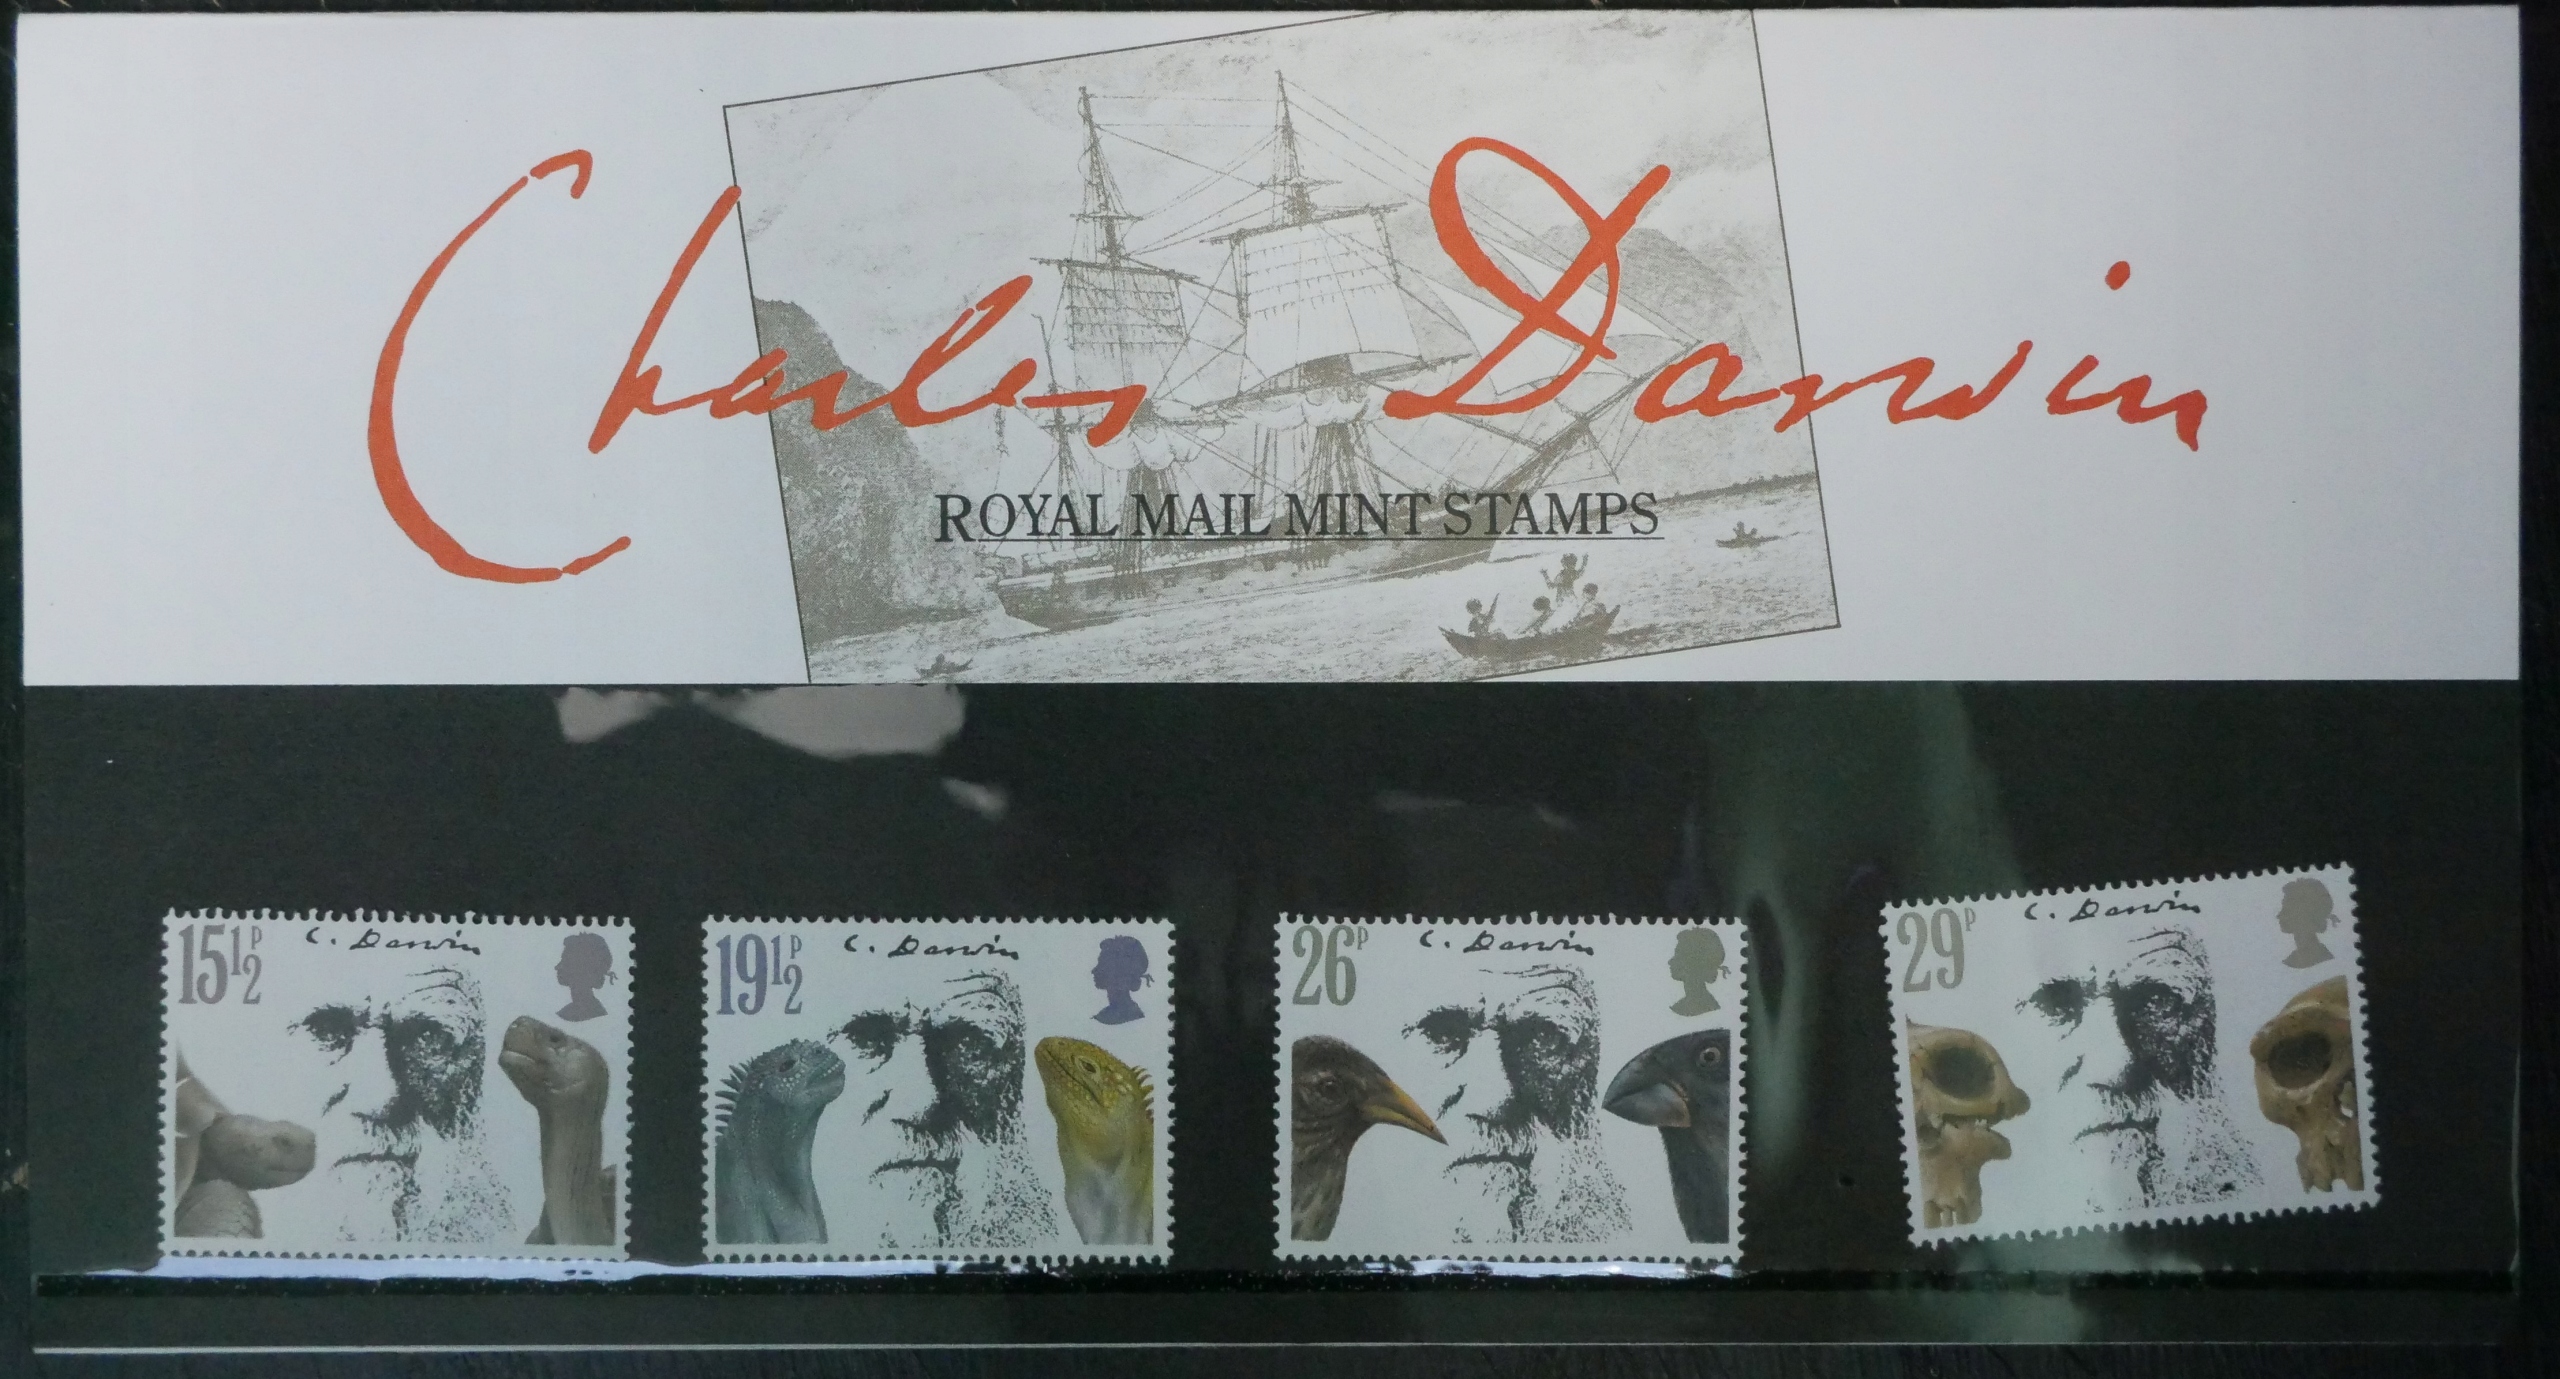 Charles Darwin
ROYAL MAIL MINT STAMPS
15½P C. Darwin
19½P C. Darwin
26P C. Darwin
29P C. Darwin